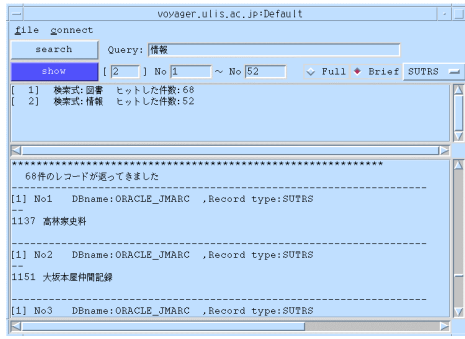 voyager.ulis.ac.jp:Default
file connect
search Query: 情報
show [ 2 ] No 1 ～ No 52 Full Brief SUTRS
[ 1] 検索式:図書 ヒットした件数:68
[ 2] 検索式:情報 ヒットした件数:52
************************************************************
68件のレコードが返ってきました
------------------------------------------------------------
[1] No1 DBname:ORACLE_JMARC ,Record type:SUTRS
--
1137 高林家史料
------------------------------------------------------------
[1] No2 DBname:ORACLE_JMARC ,Record type:SUTRS
--
1151 大坂本屋仲間記録
------------------------------------------------------------
[1] No3 DBname:ORACLE_JMARC ,Record type:SUTRS